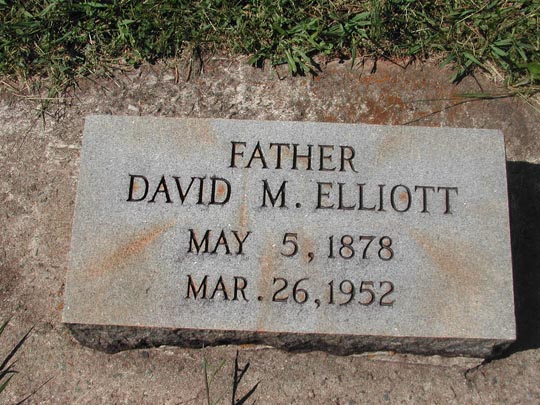 FATHER
DAVID M. ELLIOTT
MAY 5, 1878
MAR. 26, 1952